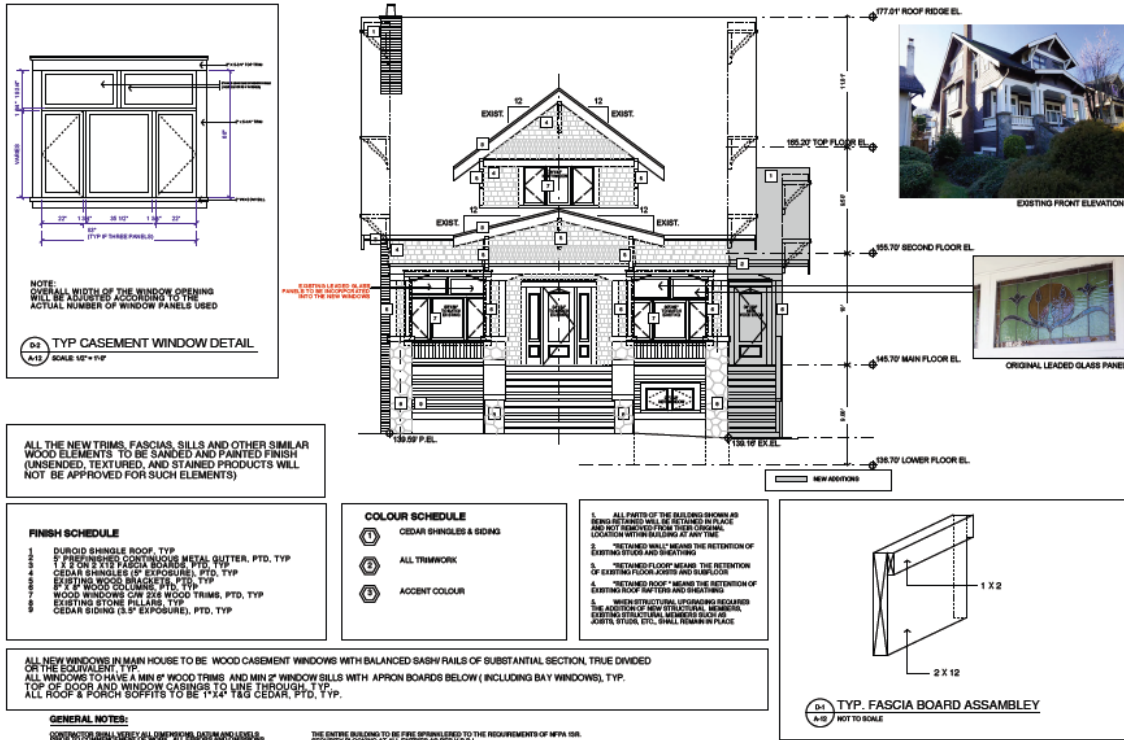 177.01' ROOF RIDGE EL.
11.81'
165.20' TOP FLOOR EL.
9.50'
155.70' SECOND FLOOR EL.
10'
145.70' MAIN FLOOR EL.
9.00'
136.70' LOWER FLOOR EL.
139.59' P.EL.
139.16' EX.EL.
12
12
EXIST.
EXIST.
12
12
EXIST.
EXIST.
EXISTING LEADED GLASS
PANELS TO BE INCORPORATED
INTO THE NEW WINDOWS
NEW ADDITIONS
EXISTING FRONT ELEVATION
ORIGINAL LEADED GLASS PANEL
VARIES
22"
35 1/2"
22"
(TYP IF THREE PANELS)
NOTE:
OVERALL WIDTH OF THE WINDOW OPENING
WILL BE ADJUSTED ACCORDING TO THE
ACTUAL NUMBER OF WINDOW PANELS USED
D-2
A-12
TYP CASEMENT WINDOW DETAIL
SCALE: 1/2" = 1'-0"
ALL THE NEW TRIMS, FASCIAS, SILLS AND OTHER SIMILAR
WOOD ELEMENTS TO BE SANDED AND PAINTED FINISH
(UNSENDED, TEXTURED, AND STAINED PRODUCTS WILL
NOT BE APPROVED FOR SUCH ELEMENTS)
FINISH SCHEDULE
1 DUROID SHINGLE ROOF, TYP
2 5" PREFINISHED CONTINUOUS METAL GUTTER, PTD, TYP
3 1 X 2 ON 2 X12 FASCIA BOARDS, PTD, TYP
4 CEDAR SHINGLES (5" EXPOSURE), PTD, TYP
5 EXISTING WOOD BRACKETS, PTD, TYP
6 8" X 8" WOOD COLUMNS, PTD, TYP
7 WOOD WINDOWS C/W 2X6 WOOD TRIMS, PTD, TYP
8 EXISTING STONE PILLARS, TYP
9 CEDAR SIDING (3.5" EXPOSURE), PTD, TYP
COLOUR SCHEDULE
1 CEDAR SHINGLES & SIDING
2 ALL TRIMWORK
3 ACCENT COLOUR
1. ALL PARTS OF THE BUILDING SHOWN AS
BEING RETAINED WILL BE RETAINED IN PLACE
AND NOT REMOVED FROM THEIR ORIGINAL
LOCATION WITHIN BUILDING AT ANY TIME
2. "RETAINED WALL" MEANS THE RETENTION OF
EXISTING STUDS AND SHEATHING
3. "RETAINED FLOOR" MEANS THE RETENTION
OF EXISTING FLOOR JOISTS AND SUBFLOOR
4. "RETAINED ROOF " MEANS THE RETENTION OF
EXISTING ROOF RAFTERS AND SHEATHING
5. WHEN STRUCTURAL UPGRADING REQUIRES
THE ADDITION OF NEW STRUCTURAL MEMBERS,
EXISTING STRUCTURAL MEMBERS SUCH AS
JOISTS, STUDS, ETC., SHALL REMAIN IN PLACE
1 X 2
2 X 12
D-1
A-12
TYP. FASCIA BOARD ASSAMBLEY
NOT TO SCALE
ALL NEW WINDOWS IN MAIN HOUSE TO BE WOOD CASEMENT WINDOWS WITH BALANCED SASH/ RAILS OF SUBSTANTIAL SECTION, TRUE DIVIDED
OR THE EQUIVALENT, TYP.
ALL WINDOWS TO HAVE A MIN 6" WOOD TRIMS AND MIN 2" WINDOW SILLS WITH APRON BOARDS BELOW ( INCLUDING BAY WINDOWS), TYP.
TOP OF DOOR AND WINDOW CASINGS TO LINE THROUGH, TYP.
ALL ROOF & PORCH SOFFITS TO BE 1"X4" T&G CEDAR, PTD, TYP.
GENERAL NOTES:
CONTRACTOR SHALL VERIFY ALL DIMENSIONS, DATUM AND LEVELS
THE ENTIRE BUILDING TO BE FIRE SPRINKLERED TO THE REQUIREMENTS OF NFPA 13R.